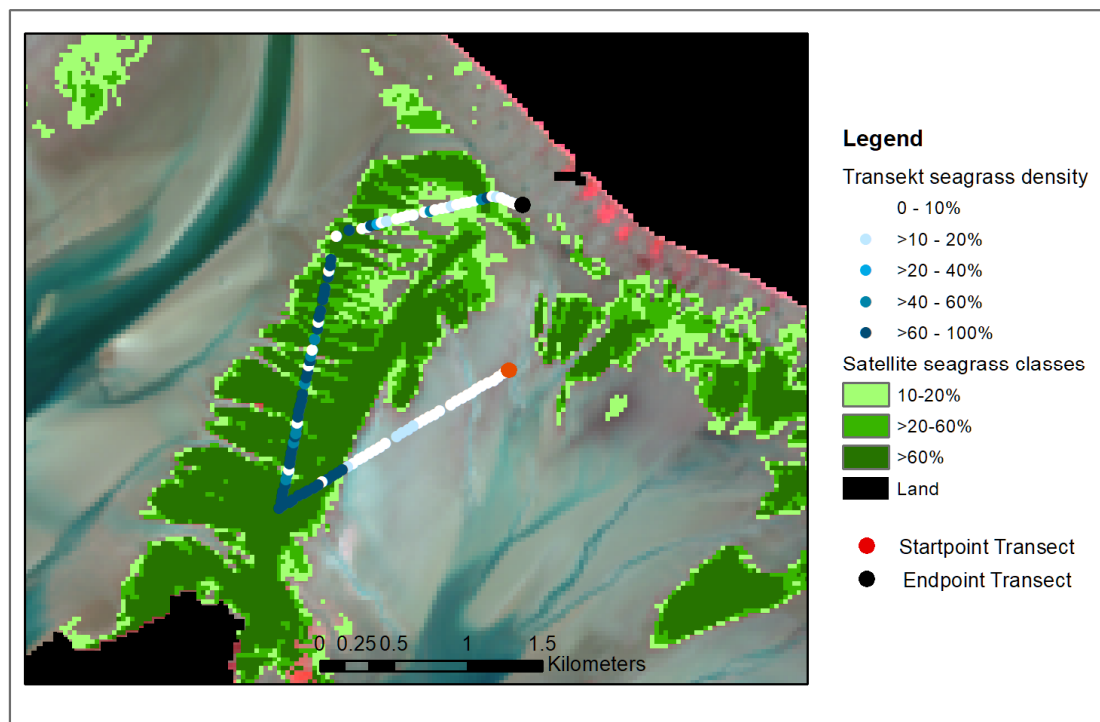 Legend
Transekt seagrass density
0 - 10%
>10 - 20%
>20 - 40%
>40 - 60%
>60 - 100%
Satellite seagrass classes
10-20%
>20-60%
>60%
Land
Startpoint Transect
Endpoint Transect
0 0.25 0.5 1 1.5
Kilometers